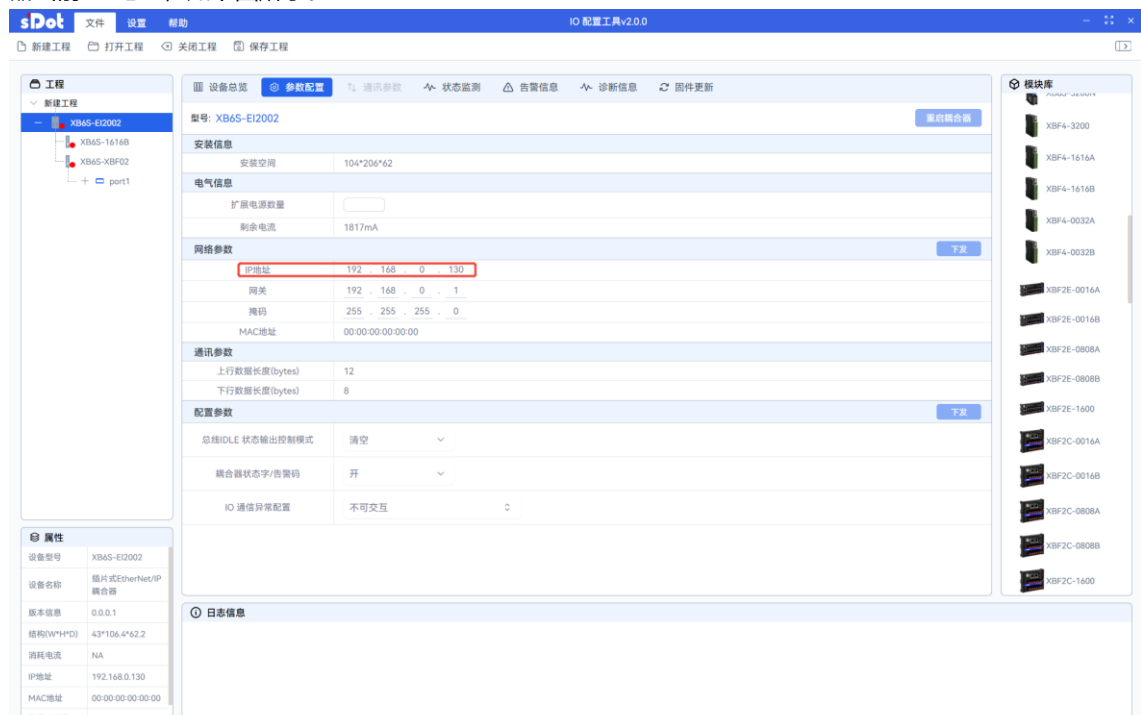 sDot 文件 设置 帮助 IO 配置工具v2.0.0
新建工程 打开工程 关闭工程 保存工程
工程
新建工程
XB6S-EI2002
XB6S-1616B
XB6S-XBF02
port1
设备总览 参数配置 通讯参数 状态监测 告警信息 诊断信息 固件更新
型号: XB6S-EI2002 重启耦合器
安装信息
安装空间 104*206*62
电气信息
扩展电源数量
剩余电流 1817mA
网络参数 下发
IP地址 192 . 168 . 0 . 130
网关 192 . 168 . 0 . 1
掩码 255 . 255 . 255 . 0
MAC地址 00:00:00:00:00:00
通讯参数
上行数据长度(bytes) 12
下行数据长度(bytes) 8
配置参数 下发
总线IDLE 状态输出控制模式 清空
耦合器状态字/告警码 开
IO 通信异常配置 不可交互
模块库
XBF4-3200
XBF4-1616A
XBF4-1616B
XBF4-0032A
XBF4-0032B
XBF2E-0016A
XBF2E-0016B
XBF2E-0808A
XBF2E-0808B
XBF2E-1600
XBF2C-0016A
XBF2C-0016B
XBF2C-0808A
XBF2C-0808B
XBF2C-1600
属性
设备型号 XB6S-EI2002
设备名称 插片式EtherNet/IP
耦合器
版本信息 0.0.0.1
结构(W*H*D) 43*106.4*62.2
消耗电流 NA
IP地址 192.168.0.130
MAC地址 00:00:00:00:00:00
日志信息